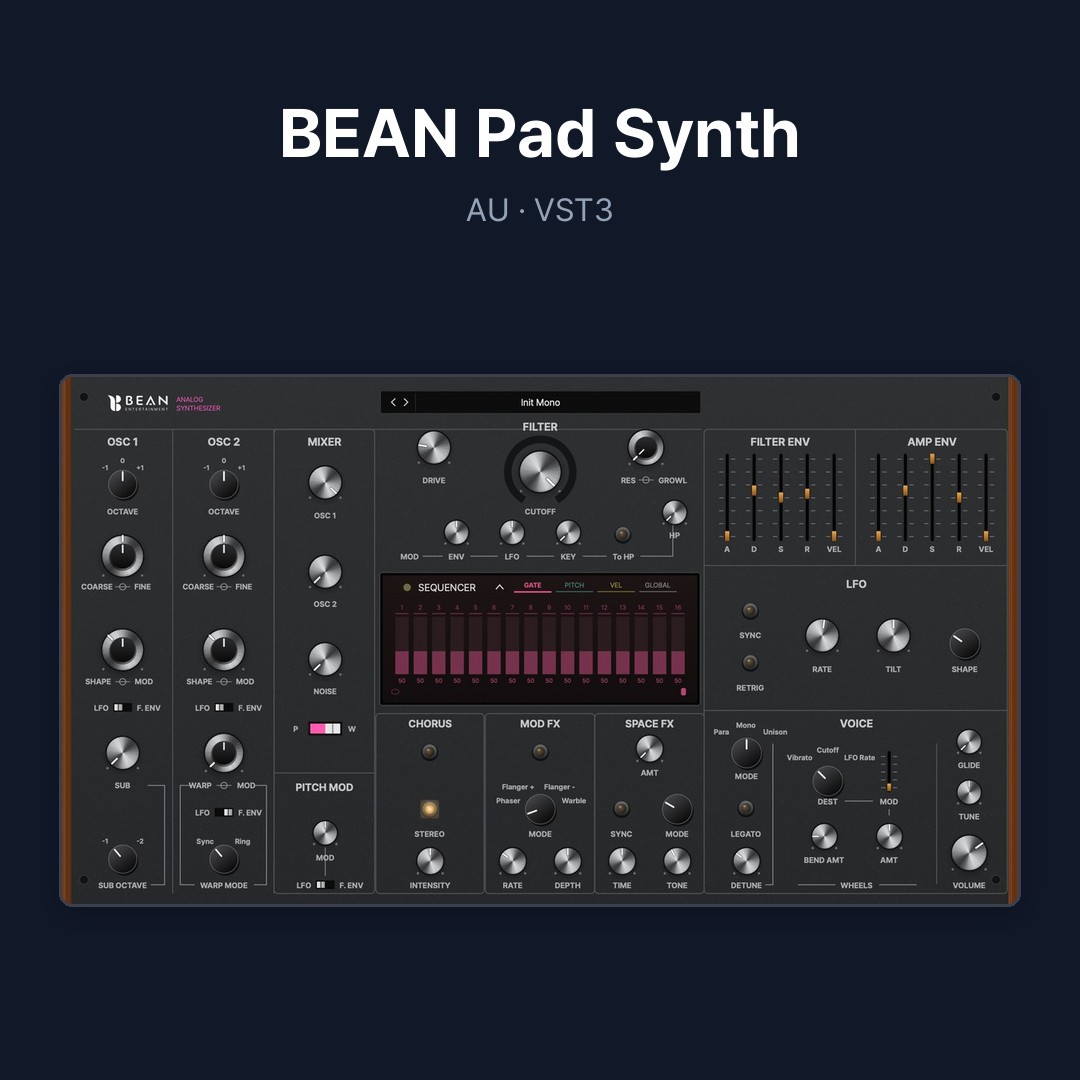 BEAN Pad Synth
AU · VST3
BEAN
ENTERTAINMENT
ANALOG
SYNTHESIZER
< >
Init Mono
OSC 1
-1 0 +1
OCTAVE
COARSE FINE
SHAPE MOD
LFO F. ENV
SUB
-1 -2
SUB OCTAVE
OSC 2
-1 0 +1
OCTAVE
COARSE FINE
SHAPE MOD
LFO F. ENV
WARP MOD
LFO F. ENV
Sync Ring
WARP MODE
MIXER
OSC 1
OSC 2
NOISE
P W
PITCH MOD
MOD
LFO F. ENV
FILTER
DRIVE
CUTOFF
RES GROWL
HP
MOD ENV LFO KEY To HP
SEQUENCER GATE PITCH VEL GLOBAL
1 2 3 4 5 6 7 8 9 10 11 12 13 14 15 16
50 50 50 50 50 50 50 50 50 50 50 50 50 50 50 50
CHORUS
STEREO
INTENSITY
MOD FX
Flanger + Flanger -
Phaser Warble
MODE
RATE DEPTH
SPACE FX
AMT
SYNC MODE
TIME TONE
FILTER ENV
A D S R VEL
AMP ENV
A D S R VEL
LFO
SYNC
RETRIG
RATE TILT SHAPE
VOICE
Para Mono Unison
MODE
LEGATO
DETUNE
Vibrato Cutoff LFO Rate
DEST MOD
BEND AMT AMT
WHEELS
GLIDE
TUNE
VOLUME